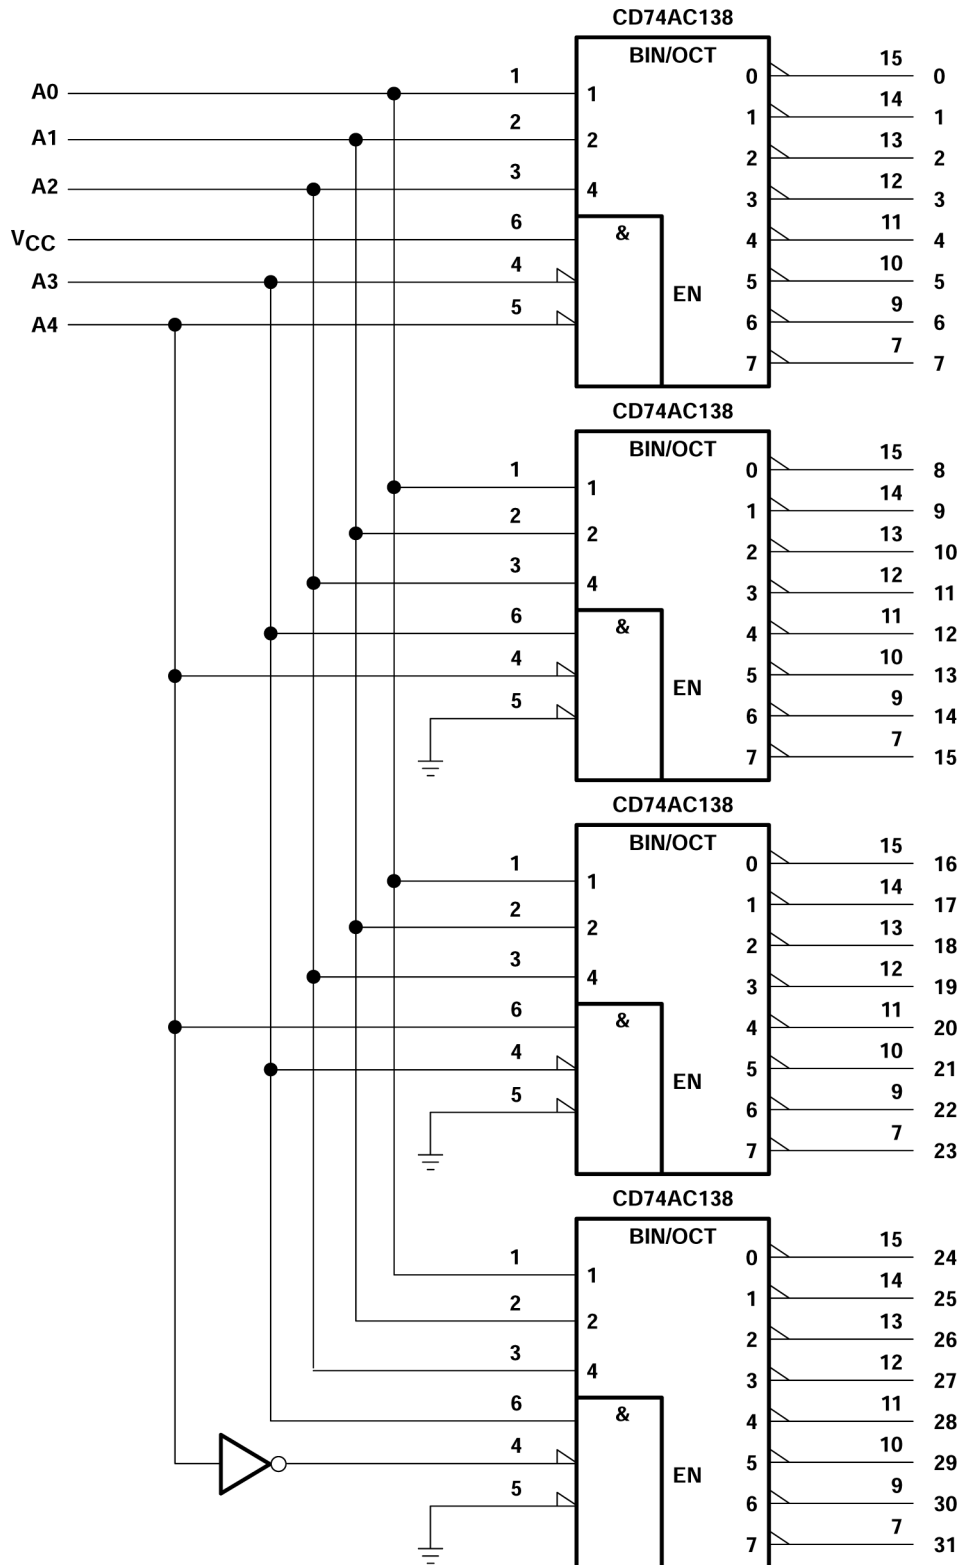 CD74AC138
BIN/OCT
A0 1 1 0 15 0
A1 2 2 1 14 1
A2 3 4 2 13 2
VCC 6 & 3 12 3
A3 4 EN 4 11 4
A4 5 5 10 5
6 9 6
7 7 7
CD74AC138
BIN/OCT
1 1 0 15 8
2 2 1 14 9
3 4 2 13 10
6 & 3 12 11
4 EN 4 11 12
5 5 10 13
6 9 14
7 7 15
CD74AC138
BIN/OCT
1 1 0 15 16
2 2 1 14 17
3 4 2 13 18
6 & 3 12 19
4 EN 4 11 20
5 5 10 21
6 9 22
7 7 23
CD74AC138
BIN/OCT
1 1 0 15 24
2 2 1 14 25
3 4 2 13 26
6 & 3 12 27
4 EN 4 11 28
5 5 10 29
6 9 30
7 7 31